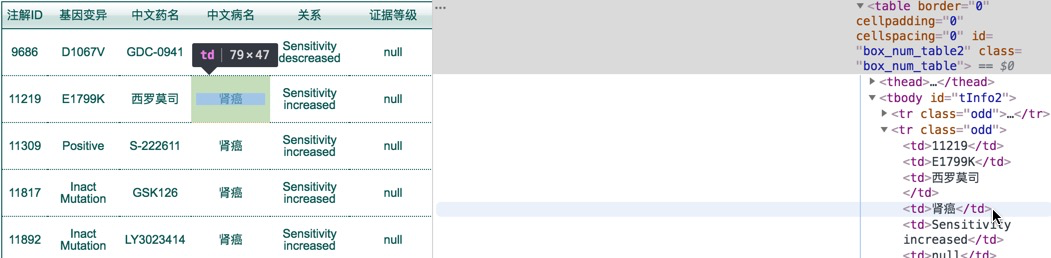 注解ID 基因变异 中文药名 中文病名 关系 证据等级
9686 D1067V GDC-0941 Sensitivity descreased null
td 79×47
11219 E1799K 西罗莫司 肾癌 Sensitivity increased null
11309 Positive S-222611 肾癌 Sensitivity increased null
11817 Inact Mutation GSK126 肾癌 Sensitivity increased null
11892 Inact Mutation LY3023414 肾癌 Sensitivity increased null
…
▼<table border="0"
cellpadding="0"
cellspacing="0" id=
"box_num_table2" class=
"box_num_table"> == $0
▶<thead>…</thead>
▼<tbody id="tInfo2">
▶<tr class="odd">…</tr>
▼<tr class="odd">
<td>11219</td>
<td>E1799K</td>
<td>西罗莫司
</td>
<td>肾癌</td>
<td>Sensitivity
increased</td>
<td>null</td>